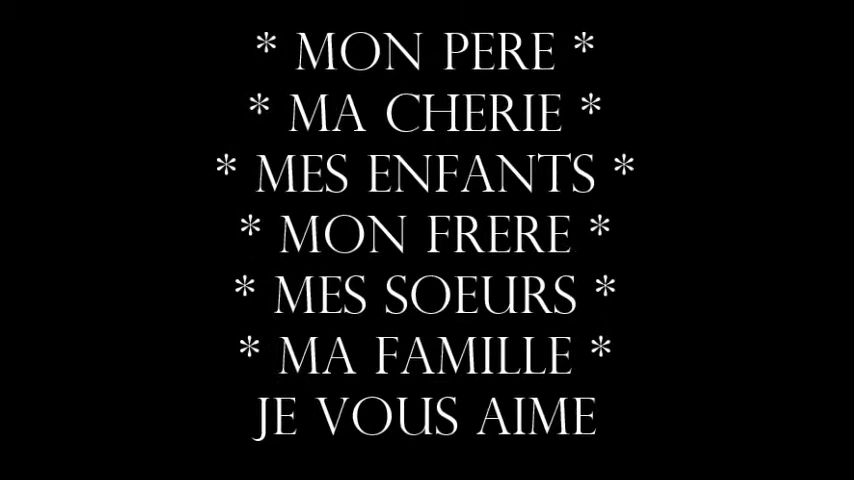 * MON PERE *
* MA CHERIE *
* MES ENFANTS *
* MON FRERE *
* MES SOEURS *
* MA FAMILLE *
JE VOUS AIME